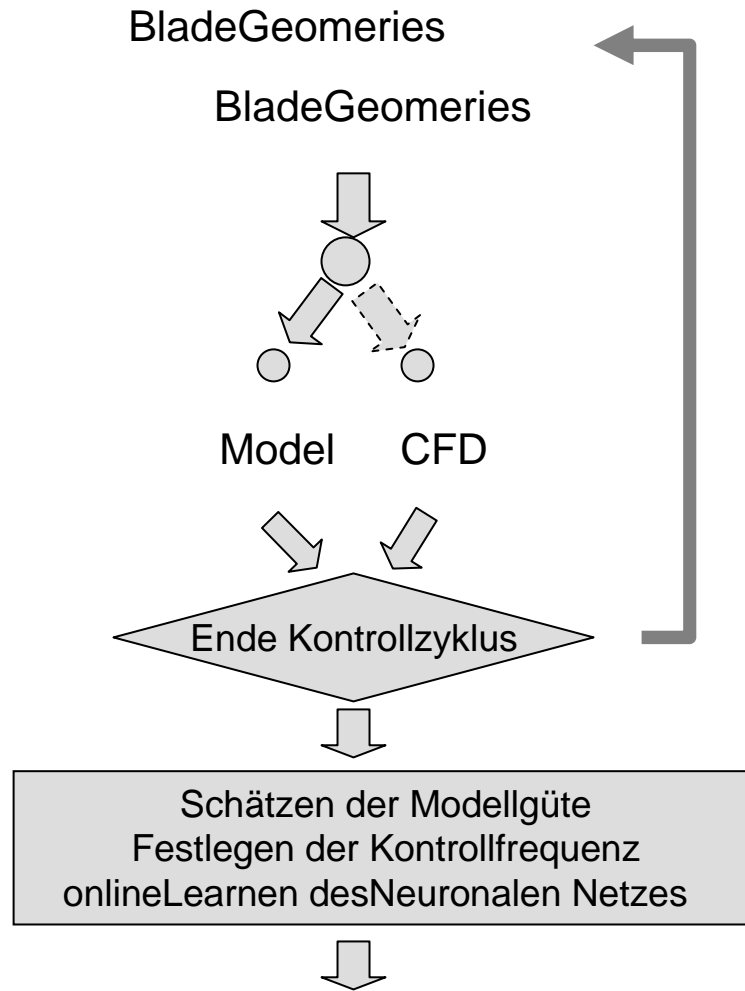 BladeGeomeries
BladeGeomeries
Model CFD
Ende Kontrollzyklus
Schätzen der Modellgüte
Festlegen der Kontrollfrequenz
onlineLearnen desNeuronalen Netzes